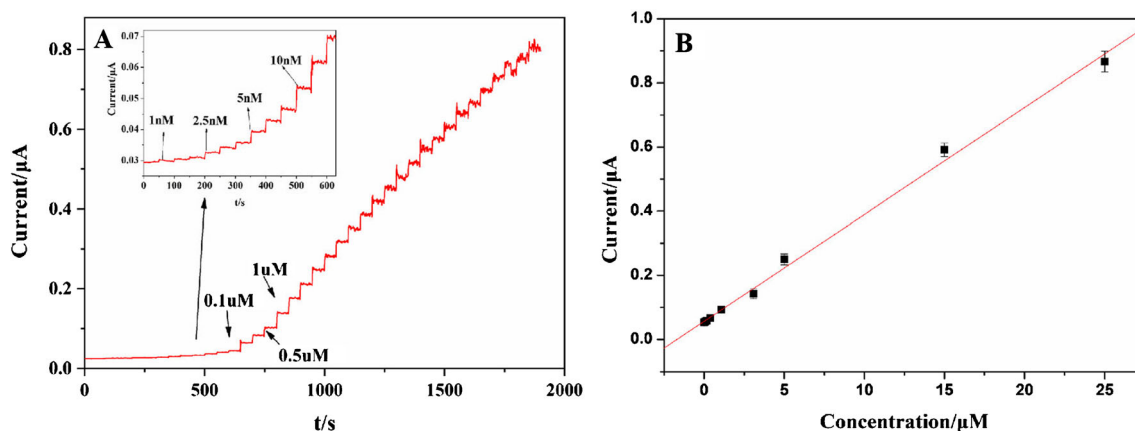 A
0.8
0.6
0.4
0.2
0.0
Current/μA
0 500 1000 1500 2000
t/s
0.1uM
1uM
0.5uM
0.07
0.06
0.05
0.04
0.03
Current/μA
0 100 200 300 400 500 600
t/s
1nM
2.5nM
5nM
10nM
B
1.0
0.8
0.6
0.4
0.2
0.0
Current/μA
0 5 10 15 20 25
Concentration/μM